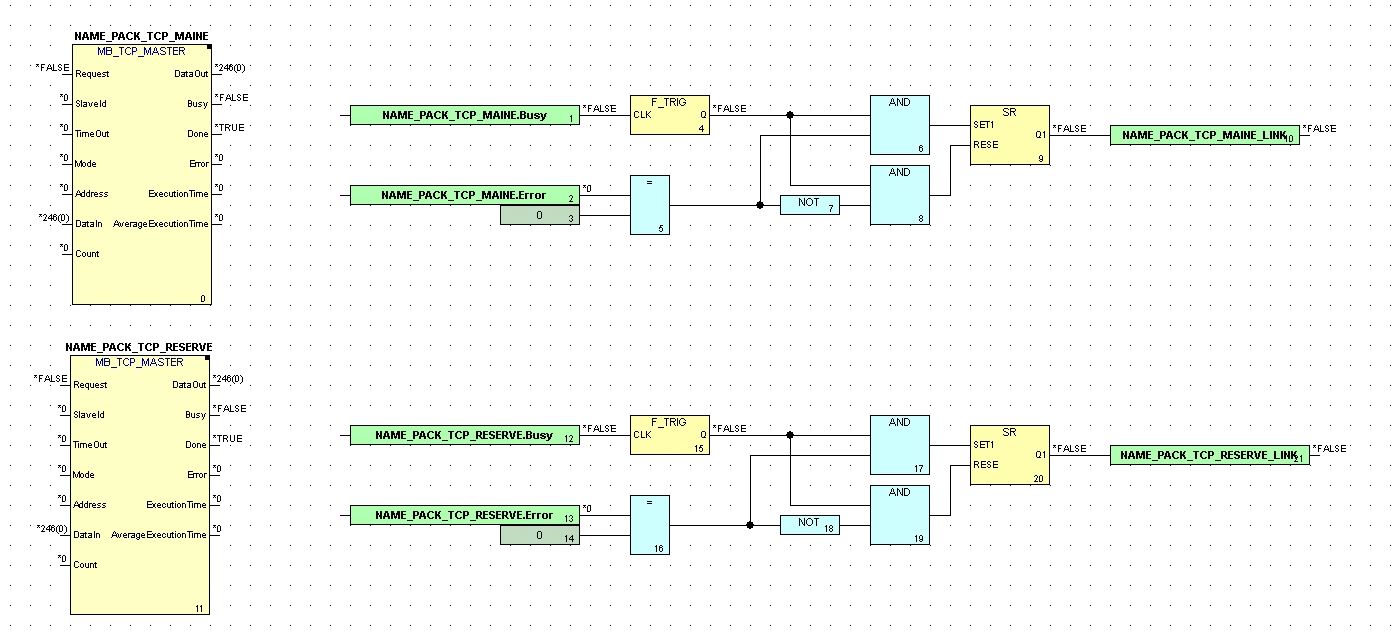 NAME_PACK_TCP_MAINE
MB_TCP_MASTER
*FALSE Request DataOut *246(0)
*0 SlaveId Busy *FALSE
*0 TimeOut Done *TRUE
*0 Mode Error *0
*0 Address ExecutionTime *0
*246(0) DataIn AverageExecutionTime *0
*0 Count
0
NAME_PACK_TCP_MAINE.Busy 1 *FALSE
F_TRIG
CLK Q *FALSE
4
NAME_PACK_TCP_MAINE.Error 2 *0
0 3
=
5
AND
6
NOT 7
AND
8
SR
SET1
Q1 *FALSE
RESE
9
NAME_PACK_TCP_MAINE_LINK 10 *FALSE
NAME_PACK_TCP_RESERVE
MB_TCP_MASTER
*FALSE Request DataOut *246(0)
*0 SlaveId Busy *FALSE
*0 TimeOut Done *TRUE
*0 Mode Error *0
*0 Address ExecutionTime *0
*246(0) DataIn AverageExecutionTime *0
*0 Count
11
NAME_PACK_TCP_RESERVE.Busy 12 *FALSE
F_TRIG
CLK Q *FALSE
15
NAME_PACK_TCP_RESERVE.Error 13 *0
0 14
=
16
AND
17
NOT 18
AND
19
SR
SET1
Q1 *FALSE
RESE
20
NAME_PACK_TCP_RESERVE_LINK 21 *FALSE